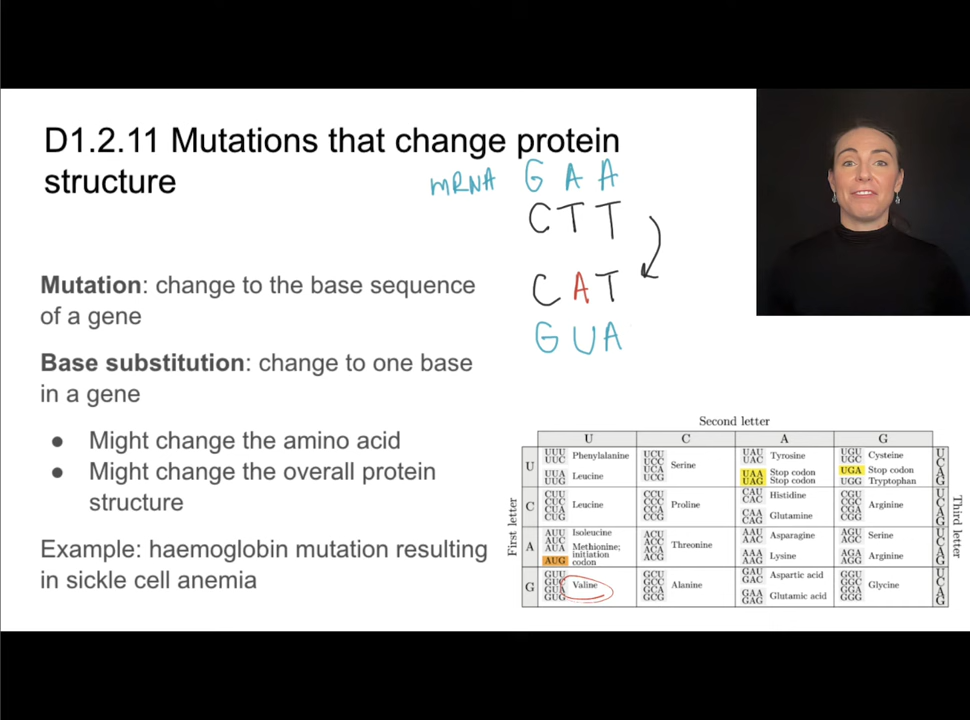 D1.2.11 Mutations that change protein
structure
mRNA G A A
C T T
C A T
G U A
Mutation: change to the base sequence
of a gene
Base substitution: change to one base
in a gene
● Might change the amino acid
● Might change the overall protein
structure
Example: haemoglobin mutation resulting
in sickle cell anemia
Second letter
U C A G
First letter
Third letter
U
UUU
UUC
Phenylalanine
UUA
UUG
Leucine
UCU
UCC
UCA
UCG
Serine
UAU
UAC
Tyrosine
UAA Stop codon
UAG Stop codon
UGU
UGC
Cysteine
UGA Stop codon
UGG Tryptophan
U
C
A
G
C
CUU
CUC
CUA
CUG
Leucine
CCU
CCC
CCA
CCG
Proline
CAU
CAC
Histidine
CAA
CAG
Glutamine
CGU
CGC
CGA
CGG
Arginine
U
C
A
G
A
AUU
AUC
AUA
Isoleucine
AUG
Methionine;
initiation
codon
ACU
ACC
ACA
ACG
Threonine
AAU
AAC
Asparagine
AAA
AAG
Lysine
AGU
AGC
Serine
AGA
AGG
Arginine
U
C
A
G
G
GUU
GUC
GUA
GUG
Valine
GCU
GCC
GCA
GCG
Alanine
GAU
GAC
Aspartic acid
GAA
GAG
Glutamic acid
GGU
GGC
GGA
GGG
Glycine
U
C
A
G